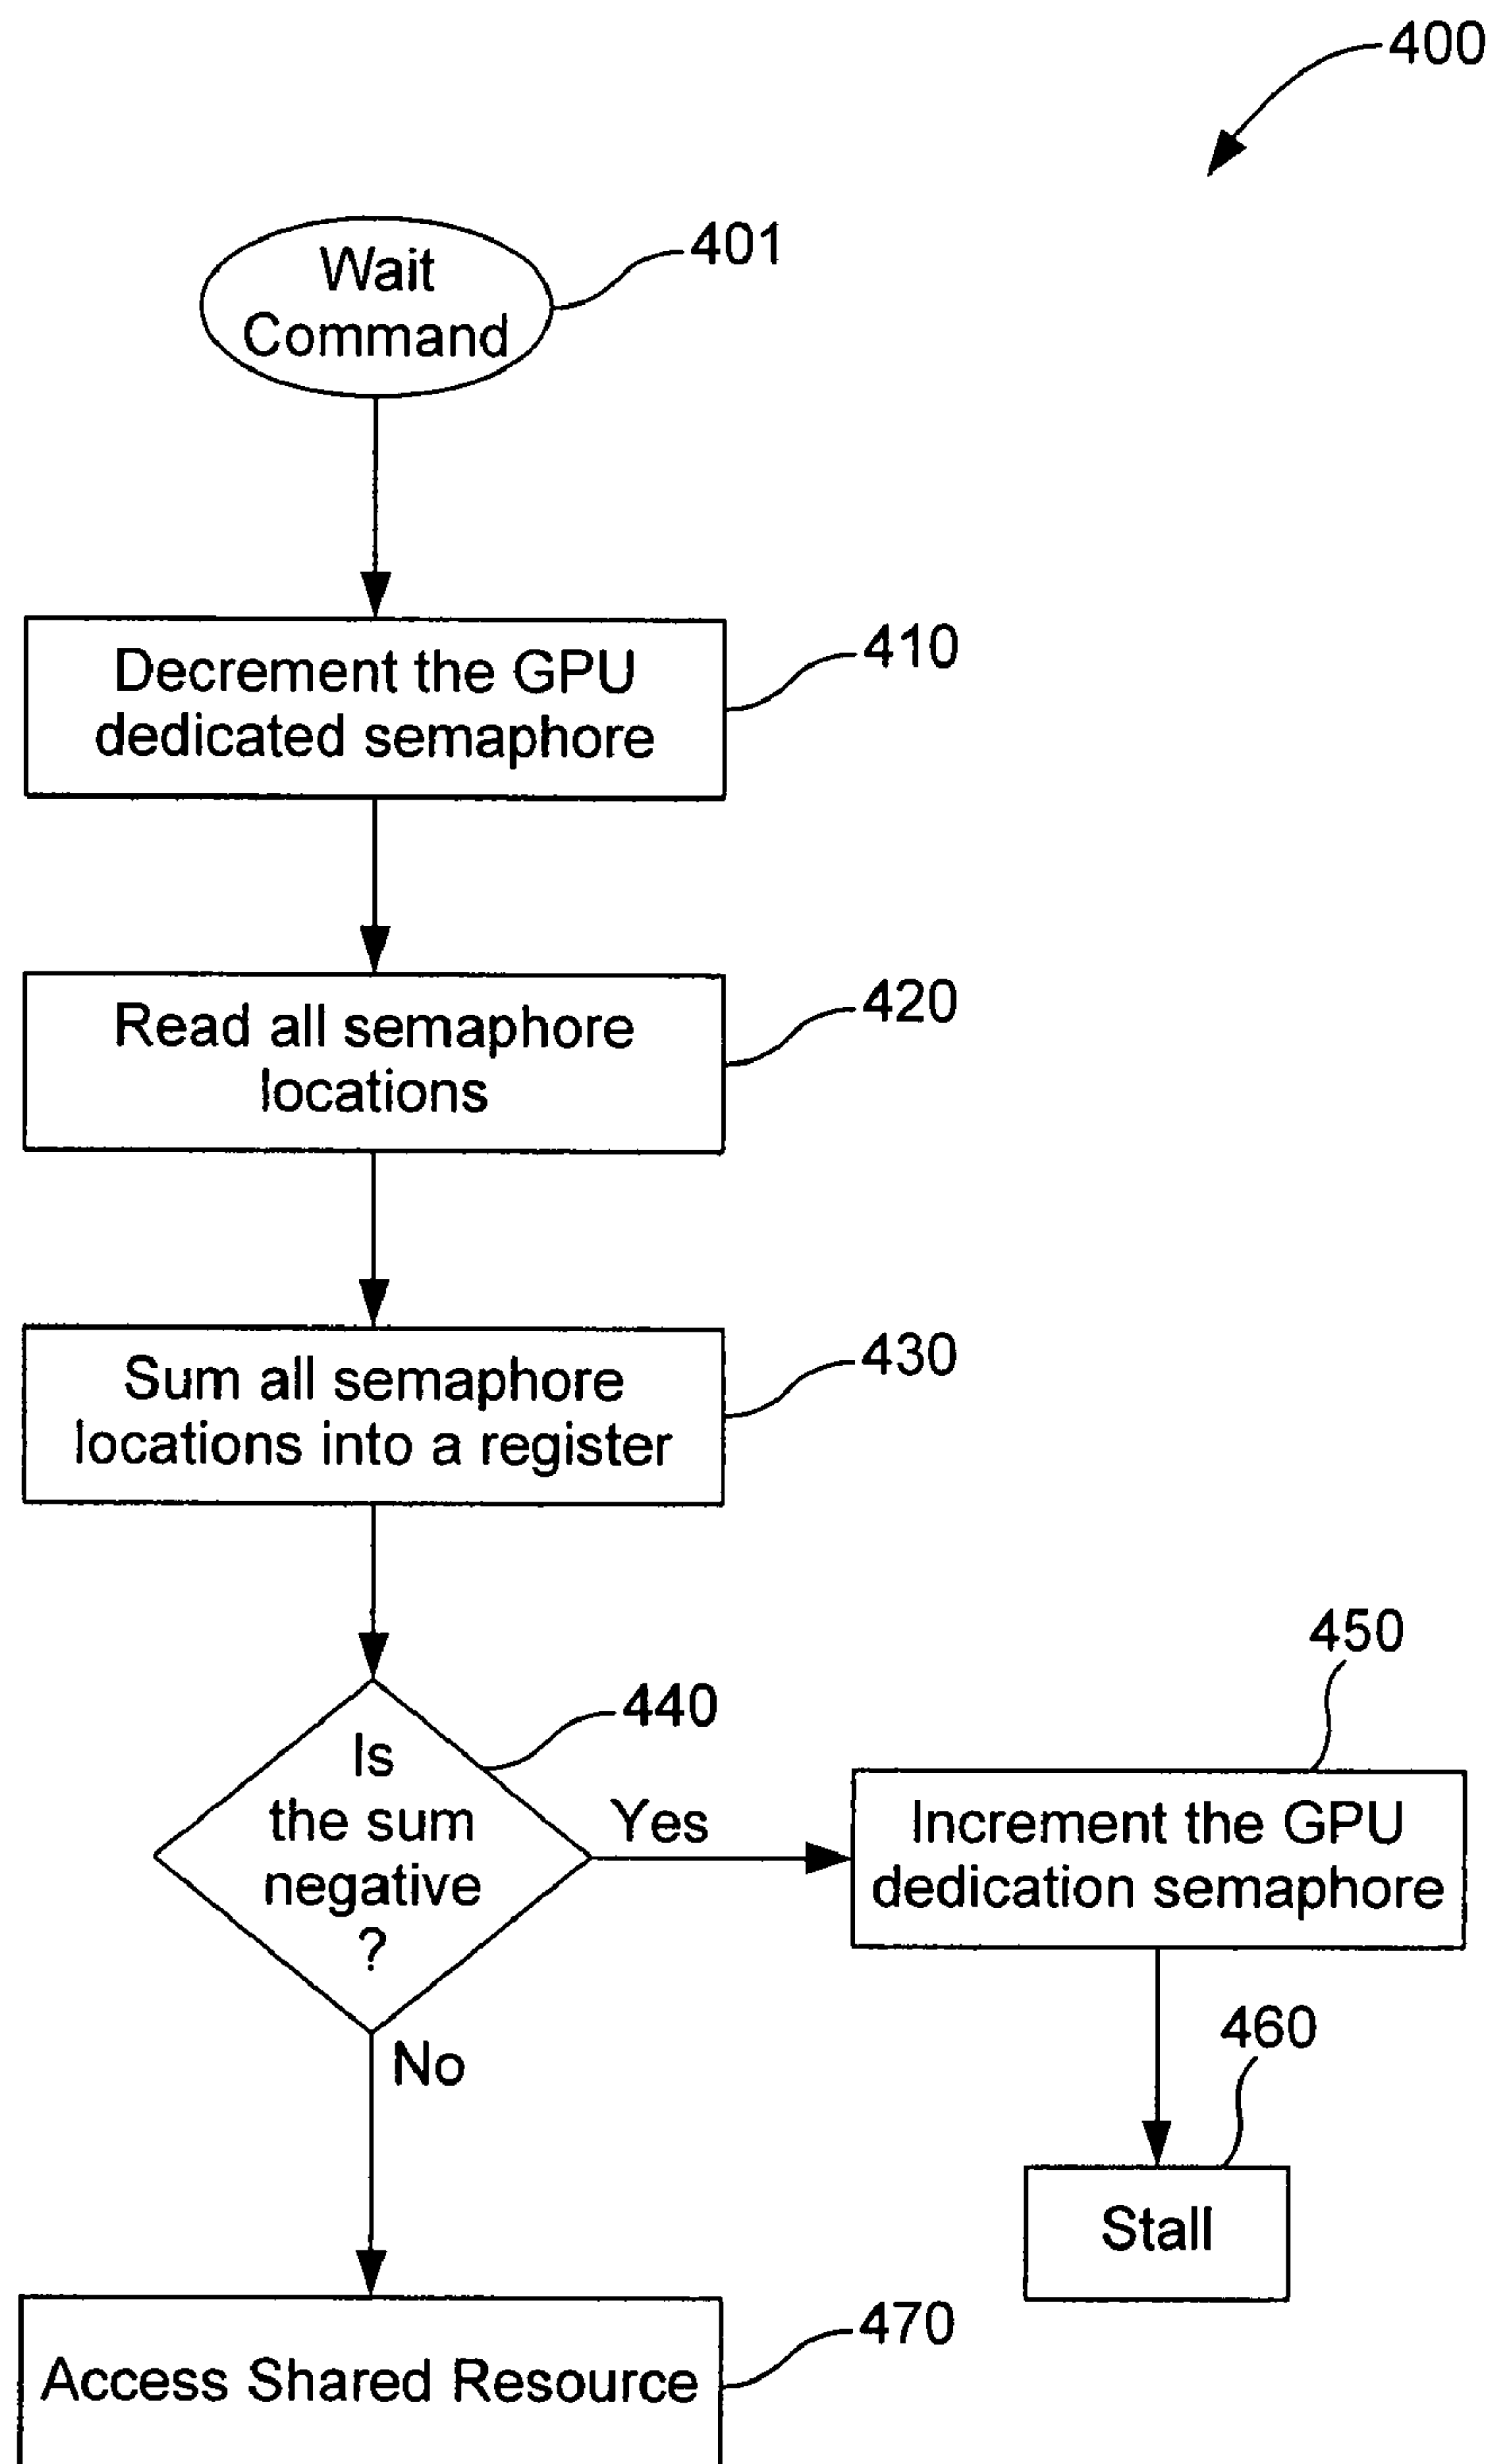 400
Wait
Command
401
Decrement the GPU
dedicated semaphore
410
Read all semaphore
locations
420
Sum all semaphore
locations into a register
430
Is
the sum
negative
?
440
Yes
Increment the GPU
dedication semaphore
450
Stall
460
No
Access Shared Resource
470